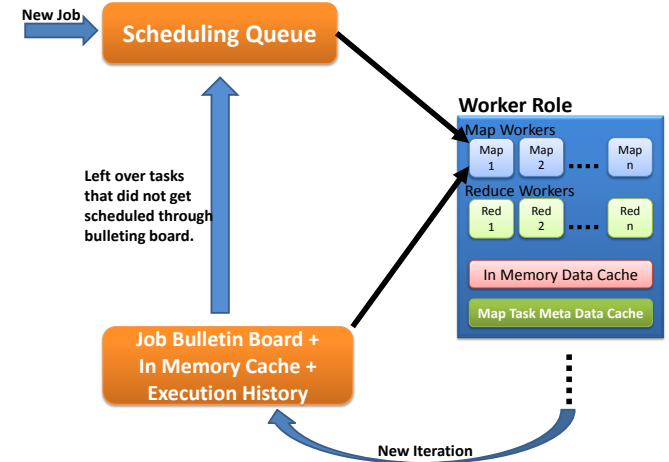 New Job
Scheduling Queue
Worker Role
Map Workers
Map 1
Map 2
....
Map n
Reduce Workers
Red 1
Red 2
....
Red n
In Memory Data Cache
Map Task Meta Data Cache
Left over tasks
that did not get
scheduled through
bulleting board.
Job Bulletin Board +
In Memory Cache +
Execution History
New Iteration